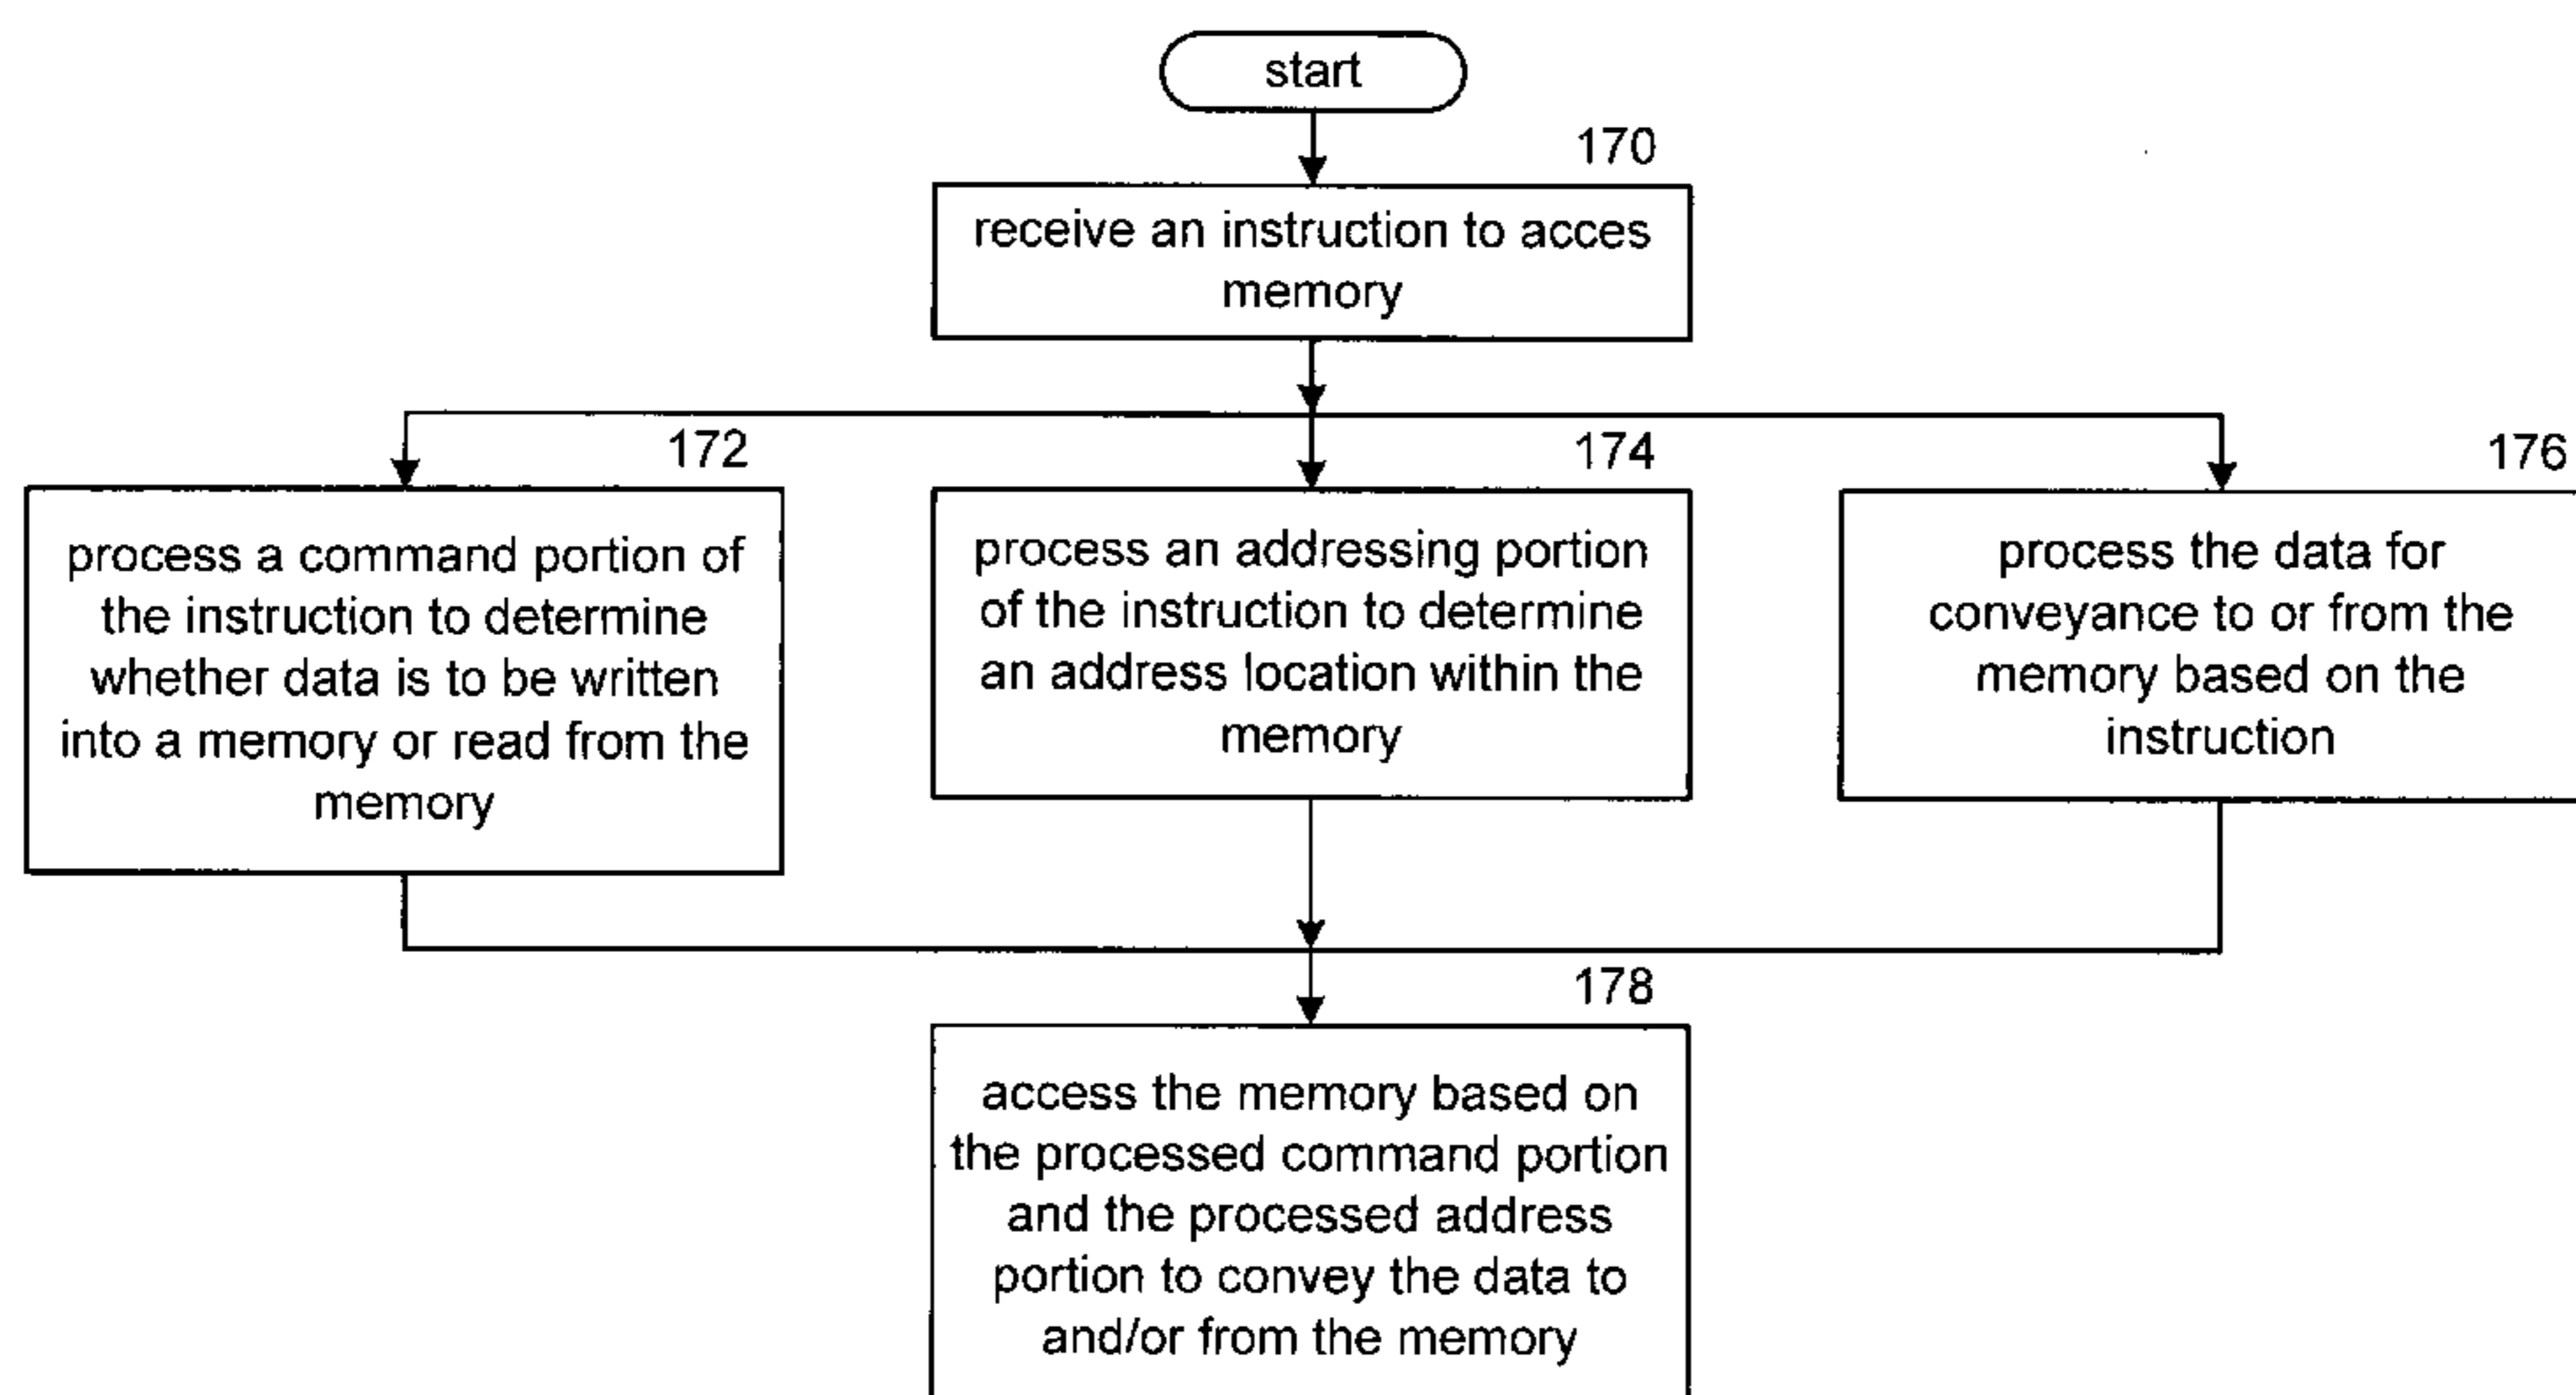 start
170
receive an instruction to acces
memory
172
process a command portion of
the instruction to determine
whether data is to be written
into a memory or read from the
memory
174
process an addressing portion
of the instruction to determine
an address location within the
memory
176
process the data for
conveyance to or from the
memory based on the
instruction
178
access the memory based on
the processed command portion
and the processed address
portion to convey the data to
and/or from the memory